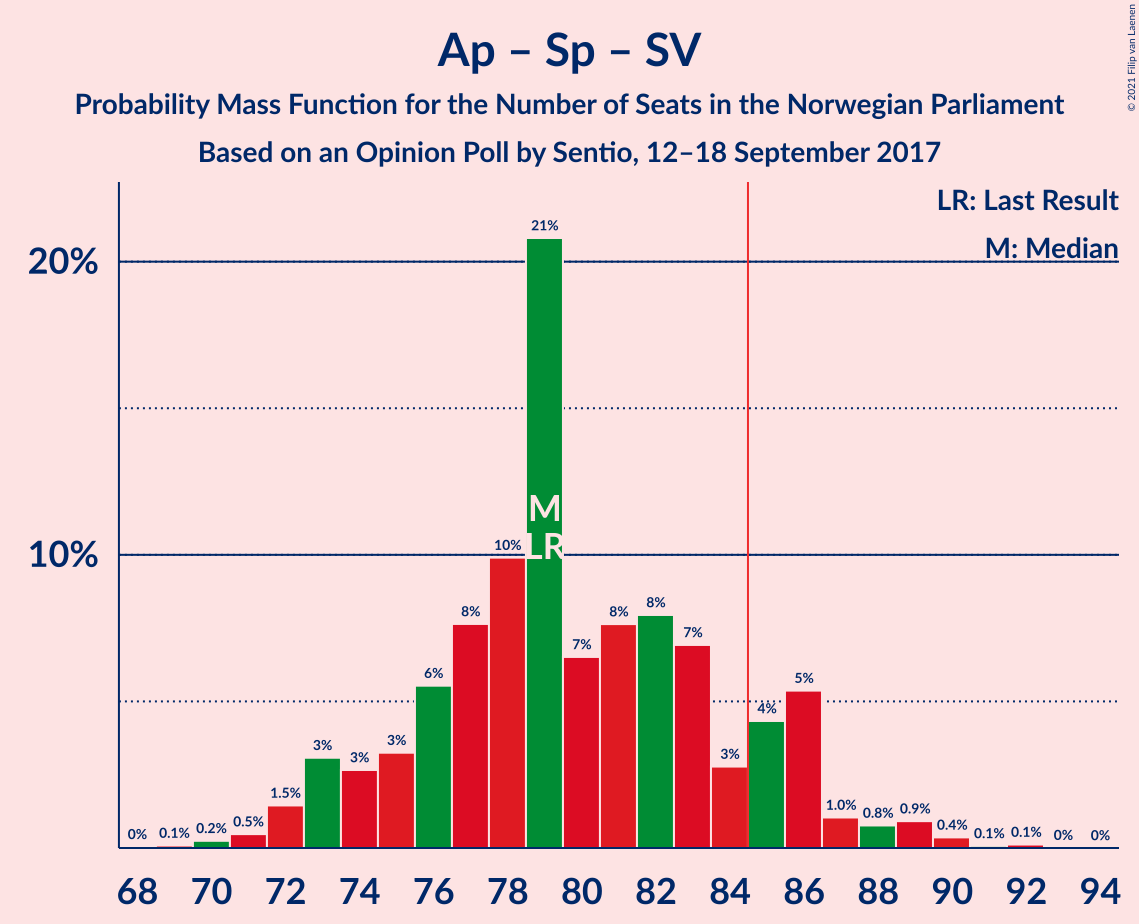 Ap – Sp – SV
Probability Mass Function for the Number of Seats in the Norwegian Parliament
Based on an Opinion Poll by Sentio, 12–18 September 2017
© 2021 Filip van Laenen
LR: Last Result
M: Median
20%
10%
0% 0.1% 0.2% 0.5% 1.5% 3% 3% 3% 6% 8% 10% 21% 7% 8% 8% 7% 3% 4% 5% 1.0% 0.8% 0.9% 0.4% 0.1% 0.1% 0% 0%
M
LR
68 70 72 74 76 78 80 82 84 86 88 90 92 94